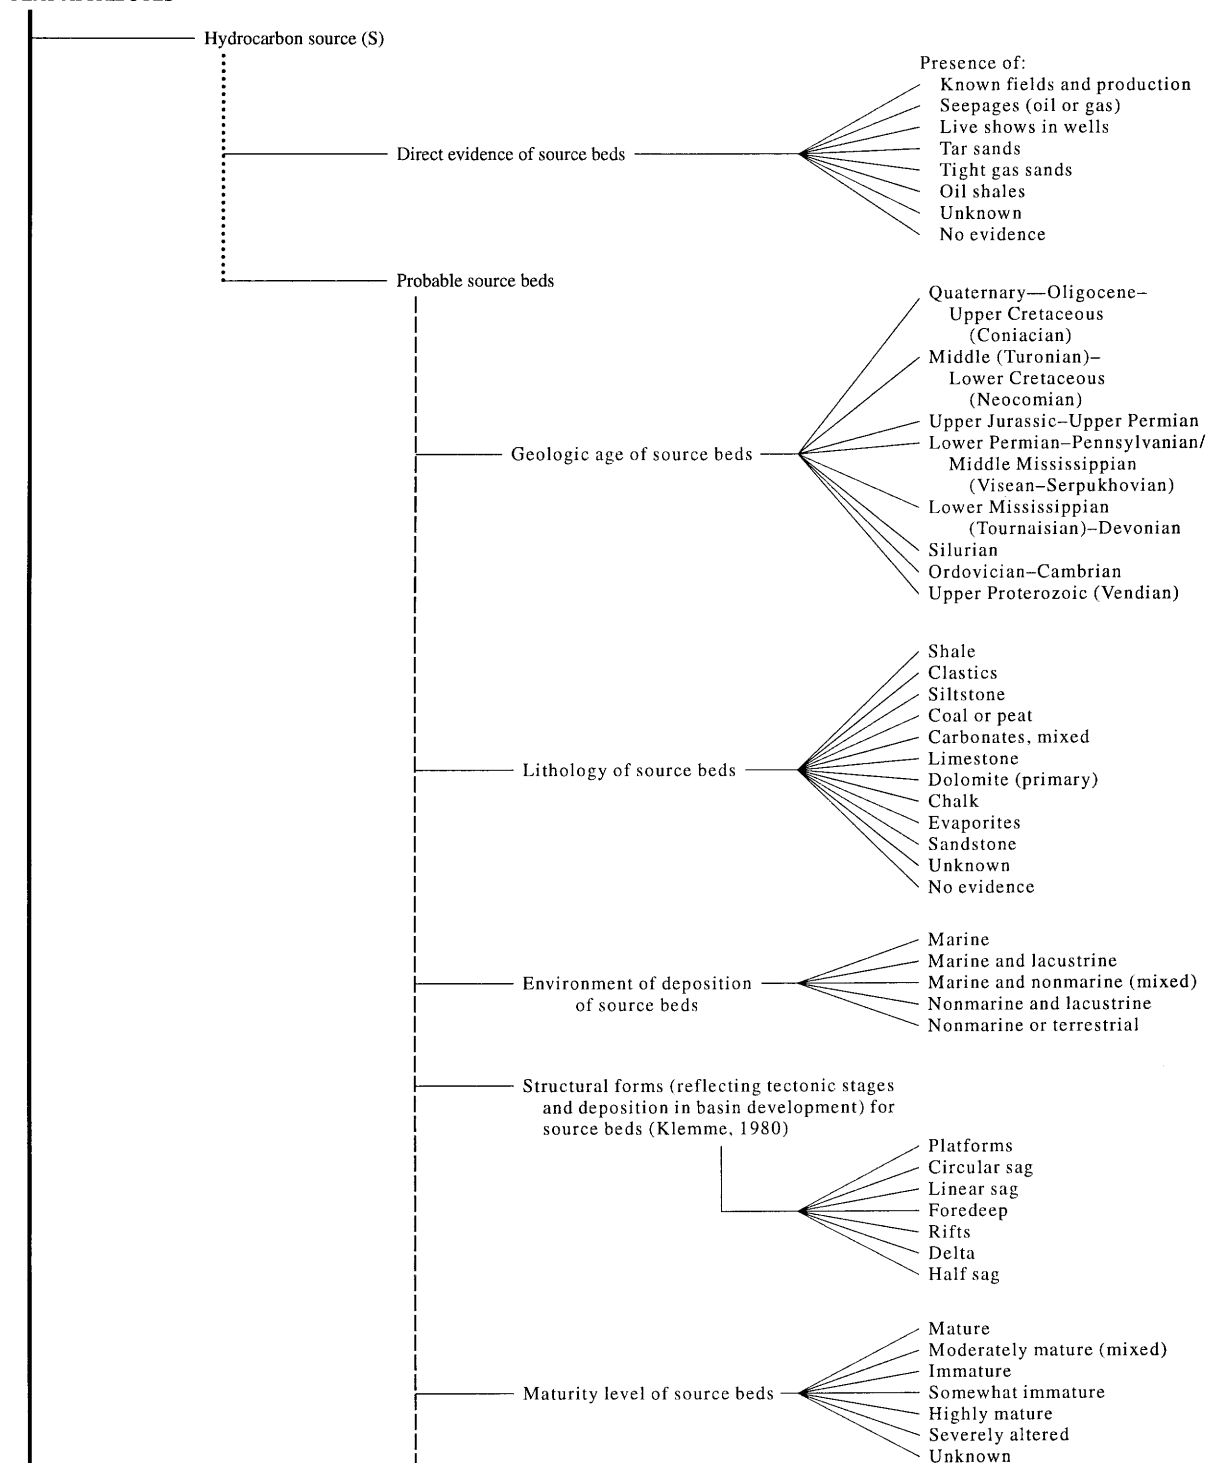 Hydrocarbon source (S)
Presence of:
Known fields and production
Seepages (oil or gas)
Live shows in wells
Direct evidence of source beds
Tar sands
Tight gas sands
Oil shales
Unknown
No evidence
Probable source beds
Quaternary—Oligocene–
Upper Cretaceous
(Coniacian)
Middle (Turonian)–
Lower Cretaceous
(Neocomian)
Upper Jurassic–Upper Permian
Lower Permian–Pennsylvanian/
Geologic age of source beds
Middle Mississippian
(Visean–Serpukhovian)
Lower Mississippian
(Tournaisian)–Devonian
Silurian
Ordovician–Cambrian
Upper Proterozoic (Vendian)
Shale
Clastics
Siltstone
Coal or peat
Carbonates, mixed
Limestone
Lithology of source beds
Dolomite (primary)
Chalk
Evaporites
Sandstone
Unknown
No evidence
Marine
Marine and lacustrine
Environment of deposition
of source beds
Marine and nonmarine (mixed)
Nonmarine and lacustrine
Nonmarine or terrestrial
Structural forms (reflecting tectonic stages
and deposition in basin development) for
source beds (Klemme, 1980)
Platforms
Circular sag
Linear sag
Foredeep
Rifts
Delta
Half sag
Mature
Moderately mature (mixed)
Immature
Maturity level of source beds
Somewhat immature
Highly mature
Severely altered
Unknown